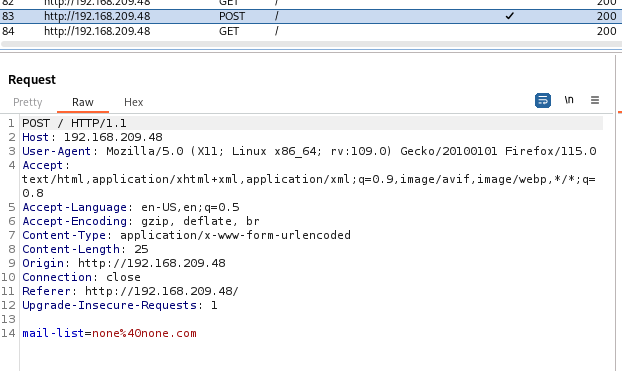 82 http://192.168.209.48 GET / 200
83 http://192.168.209.48 POST / ✓ 200
84 http://192.168.209.48 GET / 200
Request
Pretty Raw Hex \n
1 POST / HTTP/1.1
2 Host: 192.168.209.48
3 User-Agent: Mozilla/5.0 (X11; Linux x86_64; rv:109.0) Gecko/20100101 Firefox/115.0
4 Accept:
text/html,application/xhtml+xml,application/xml;q=0.9,image/avif,image/webp,*/*;q=
0.8
5 Accept-Language: en-US,en;q=0.5
6 Accept-Encoding: gzip, deflate, br
7 Content-Type: application/x-www-form-urlencoded
8 Content-Length: 25
9 Origin: http://192.168.209.48
10 Connection: close
11 Referer: http://192.168.209.48/
12 Upgrade-Insecure-Requests: 1
13
14 mail-list=none%40none.com